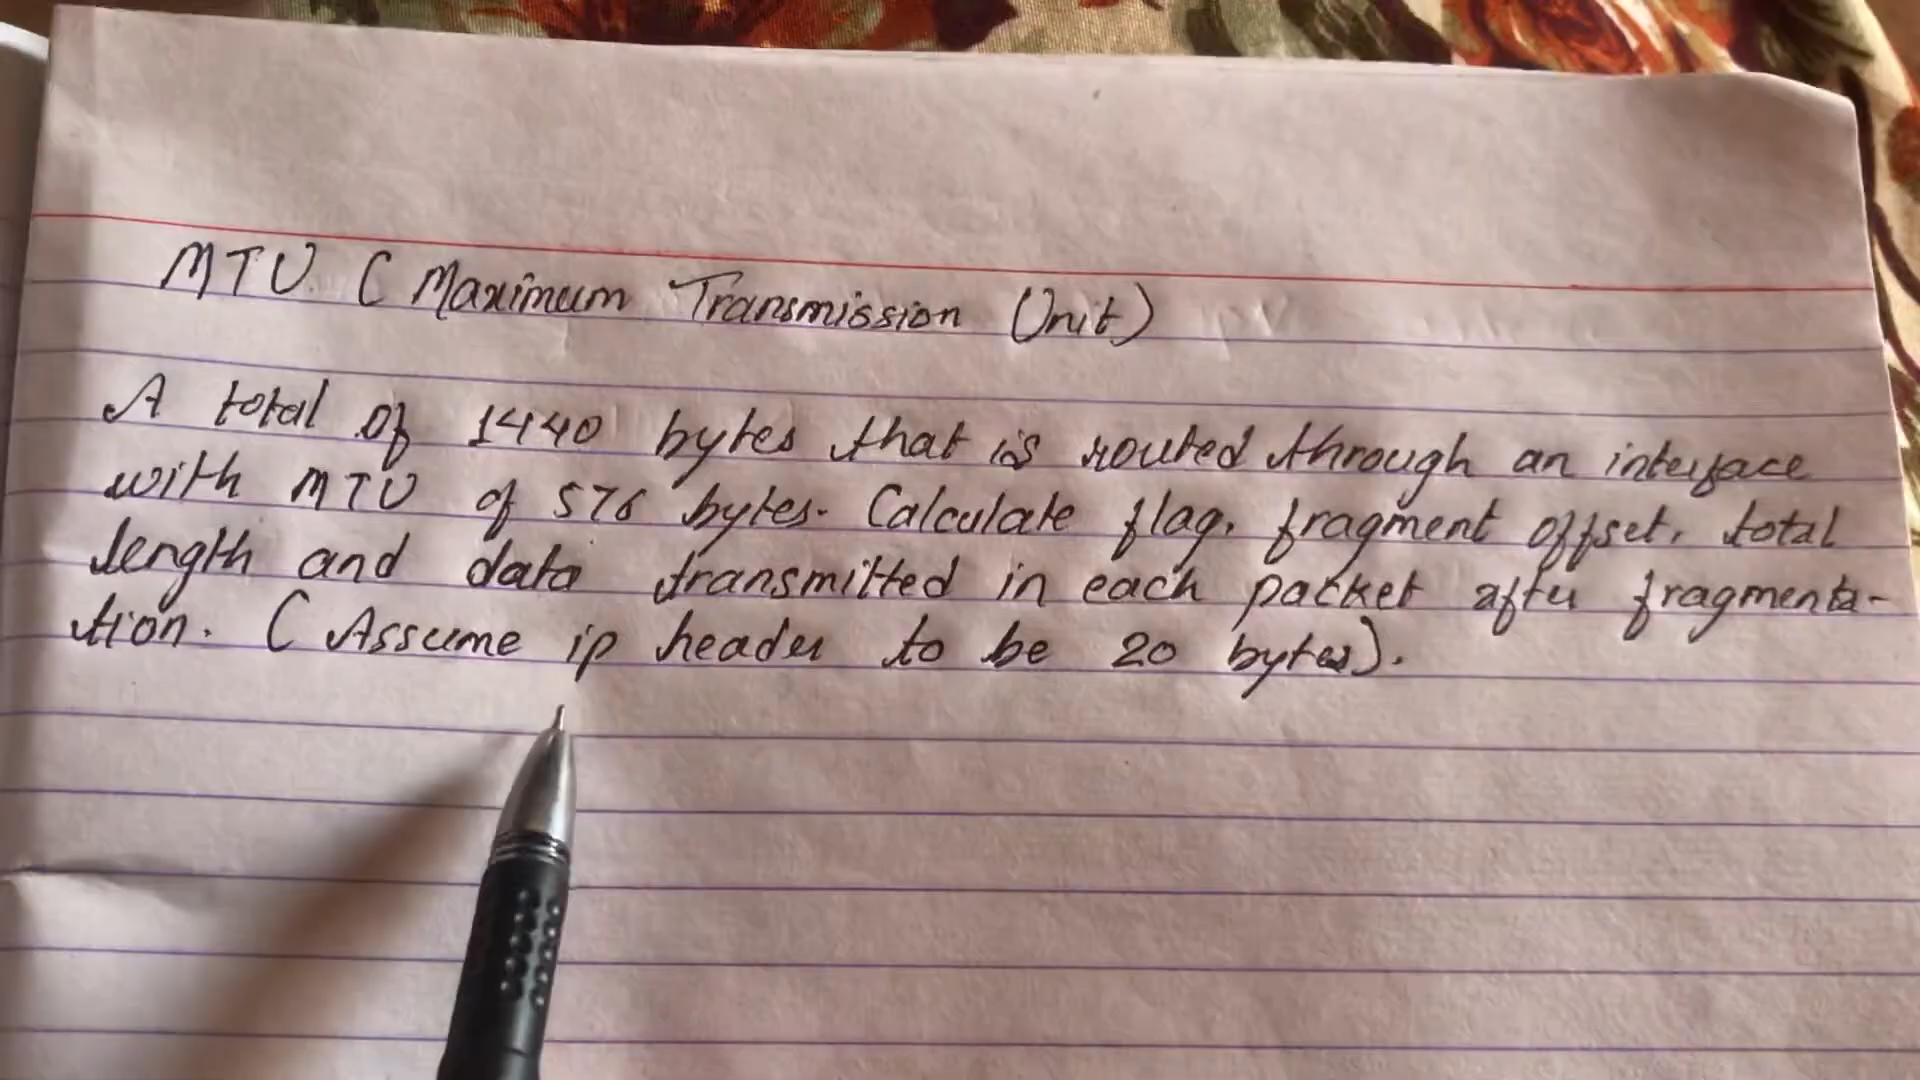 MTU. (Maximum Transmission Unit)
A total of 1440 bytes that is routed through an interface
with MTU of 576 bytes. Calculate flag, fragment offset, total
length and data transmitted in each packet after fragmenta-
tion. (Assume ip header to be 20 bytes).